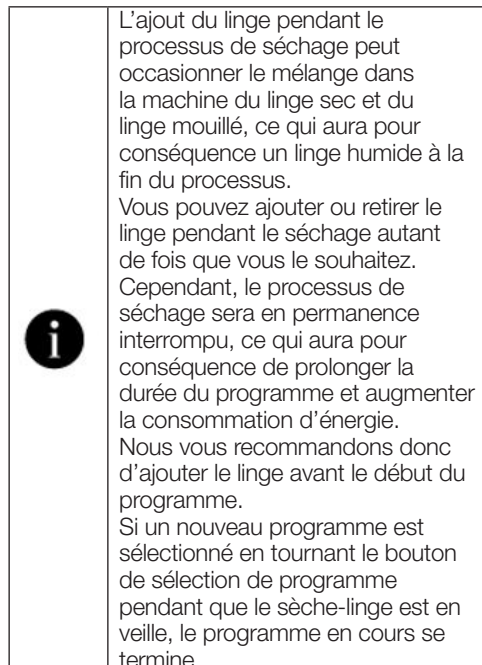 L'ajout du linge pendant le
processus de séchage peut
occasionner le mélange dans
la machine du linge sec et du
linge mouillé, ce qui aura pour
conséquence un linge humide à la
fin du processus.
Vous pouvez ajouter ou retirer le
linge pendant le séchage autant
de fois que vous le souhaitez.
Cependant, le processus de
séchage sera en permanence
interrompu, ce qui aura pour
conséquence de prolonger la
durée du programme et augmenter
la consommation d'énergie.
Nous vous recommandons donc
d'ajouter le linge avant le début du
programme.
Si un nouveau programme est
sélectionné en tournant le bouton
de sélection de programme
pendant que le sèche-linge est en
veille, le programme en cours se
termine